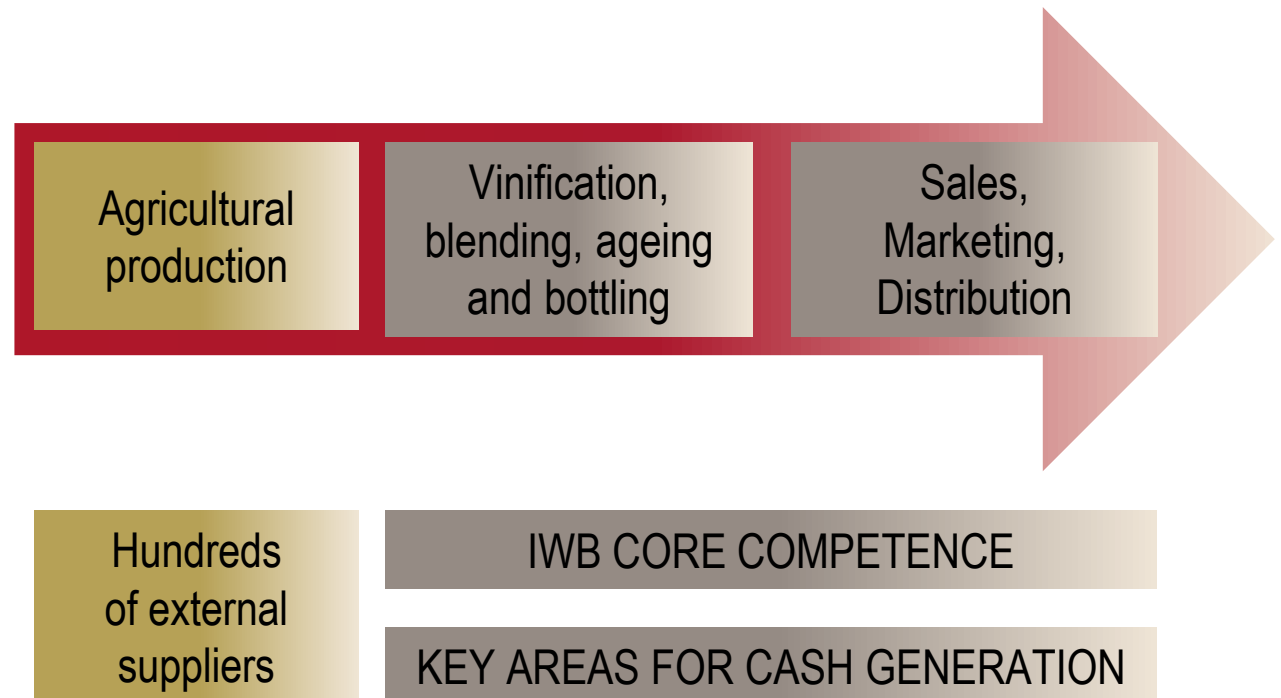 Agricultural
production
Vinification,
blending, ageing
and bottling
Sales,
Marketing,
Distribution
Hundreds
of external
suppliers
IWB CORE COMPETENCE
KEY AREAS FOR CASH GENERATION